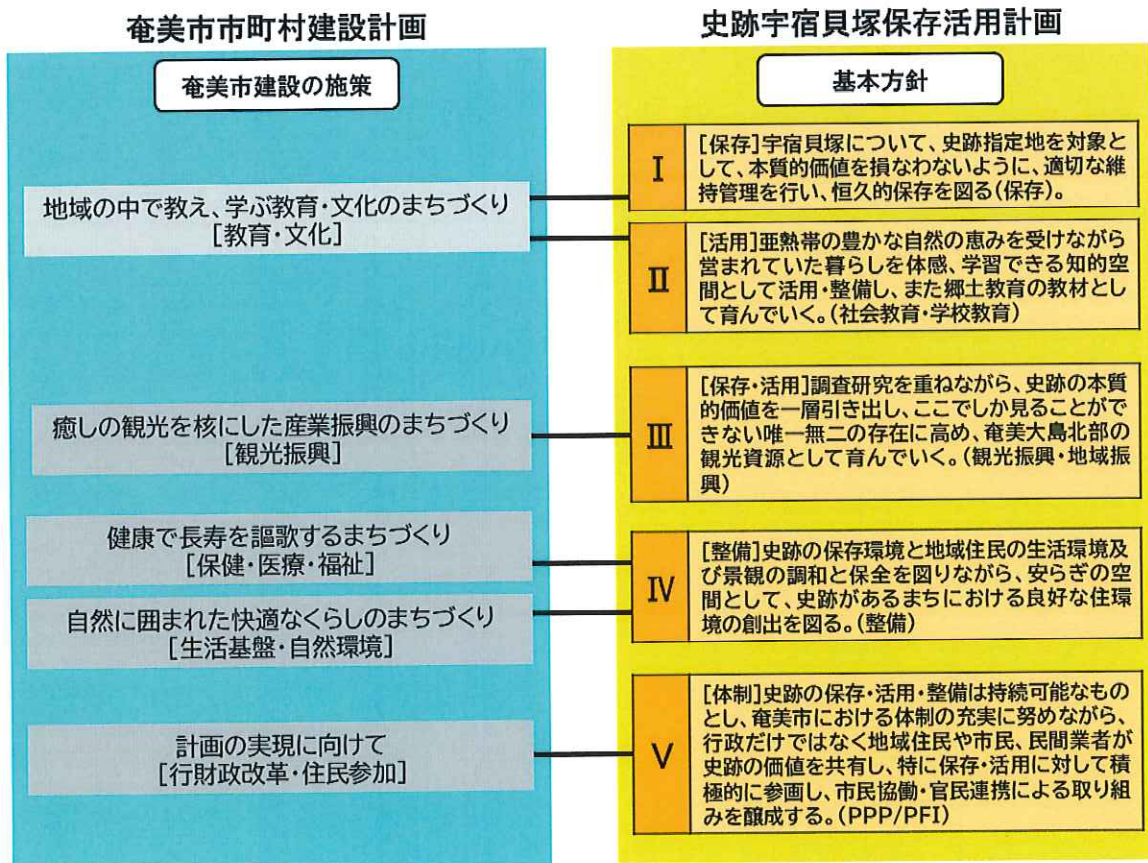 奄美市市町村建設計画
奄美市建設の施策
地域の中で教え、学ぶ教育・文化のまちづくり
[教育・文化]
癒しの観光を核にした産業振興のまちづくり
[観光振興]
健康で長寿を謳歌するまちづくり
[保健・医療・福祉]
自然に囲まれた快適なくらしのまちづくり
[生活基盤・自然環境]
計画の実現に向けて
[行財政改革・住民参加]
史跡宇宿貝塚保存活用計画
基本方針
Ⅰ
[保存]宇宿貝塚について、史跡指定地を対象と
して、本質的価値を損なわないように、適切な維
持管理を行い、恒久的保存を図る(保存)。
Ⅱ
[活用]亜熱帯の豊かな自然の恵みを受けながら
営まれていた暮らしを体感、学習できる知的空
間として活用・整備し、また郷土教育の教材とし
て育んでいく。(社会教育・学校教育)
Ⅲ
[保存・活用]調査研究を重ねながら、史跡の本質
的価値を一層引き出し、ここでしか見ることがで
きない唯一無二の存在に高め、奄美大島北部の
観光資源として育んでいく。(観光振興・地域振
興)
Ⅳ
[整備]史跡の保存環境と地域住民の生活環境及
び景観の調和と保全を図りながら、安らぎの空
間として、史跡があるまちにおける良好な住環
境の創出を図る。(整備)
Ⅴ
[体制]史跡の保存・活用・整備は持続可能なもの
とし、奄美市における体制の充実に努めながら、
行政だけではなく地域住民や市民、民間業者が
史跡の価値を共有し、特に保存・活用に対して積
極的に参画し、市民協働・官民連携による取り組
みを醸成する。(PPP/PFI)